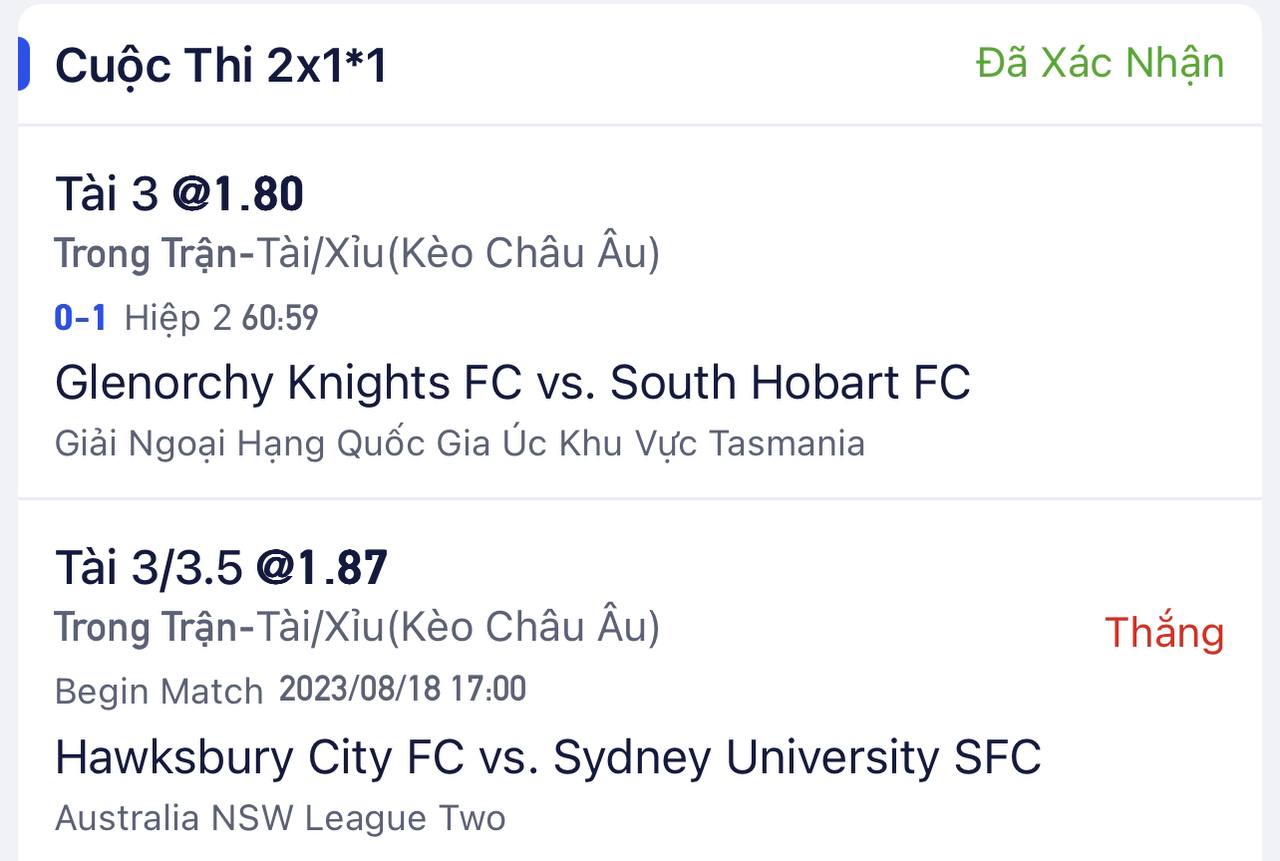 Cuộc Thi 2x1*1
Đã Xác Nhận
Tài 3 @1.80
Trong Trận-Tài/Xỉu(Kèo Châu Âu)
0-1 Hiệp 2 60:59
Glenorchy Knights FC vs. South Hobart FC
Giải Ngoại Hạng Quốc Gia Úc Khu Vực Tasmania
Tài 3/3.5 @1.87
Trong Trận-Tài/Xỉu(Kèo Châu Âu)
Thắng
Begin Match 2023/08/18 17:00
Hawksbury City FC vs. Sydney University SFC
Australia NSW League Two